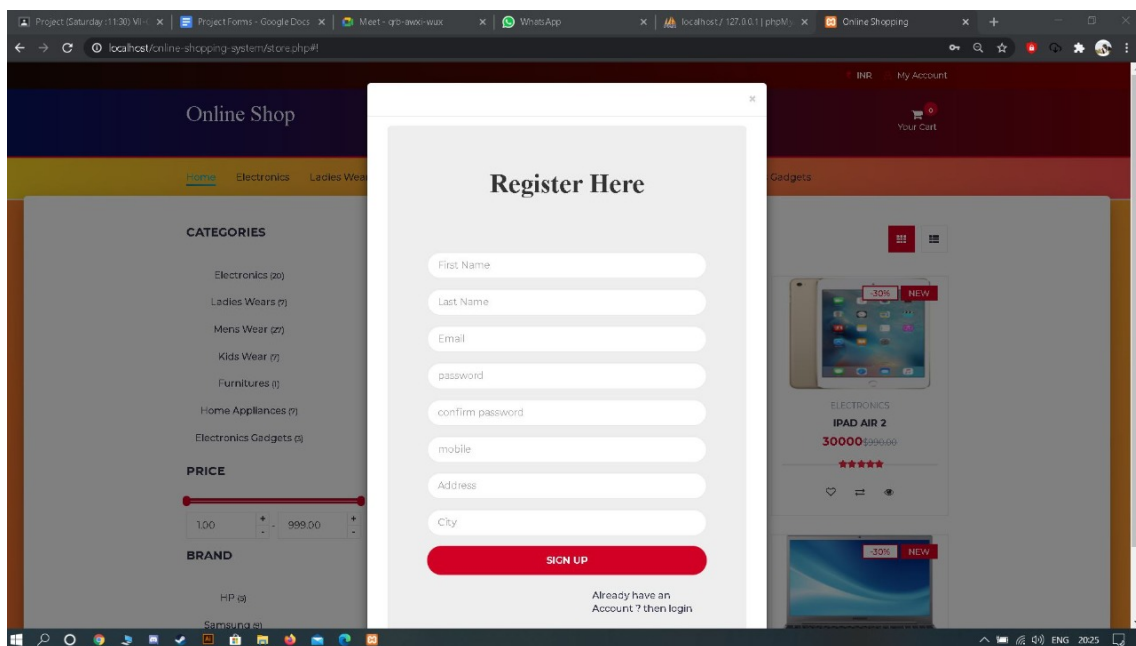 Project (Saturday :11:30) VII-
Project Forms - Google Docs
Meet - qrb-awxi-wux
WhatsApp
localhost / 127.0.0.1 | phpMy
Online Shopping
localhost/online-shopping-system/store.php#!
INR
My Account
Online Shop
0
Your Cart
Home
Electronics
Ladies Wea
Gadgets
Register Here
First Name
Last Name
Email
password
confirm password
mobile
Address
City
SIGN UP
Already have an
Account ? then login
CATEGORIES
Electronics (20)
Ladies Wears (7)
Mens Wear (27)
Kids Wear (7)
Furnitures (1)
Home Appliances (7)
Electronics Gadgets (3)
PRICE
1.00
+
-
-
999.00
+
-
BRAND
HP (3)
Samsung (5)
-30%
NEW
ELECTRONICS
IPAD AIR 2
30000 $990.00
-30%
NEW
ENG
20:25